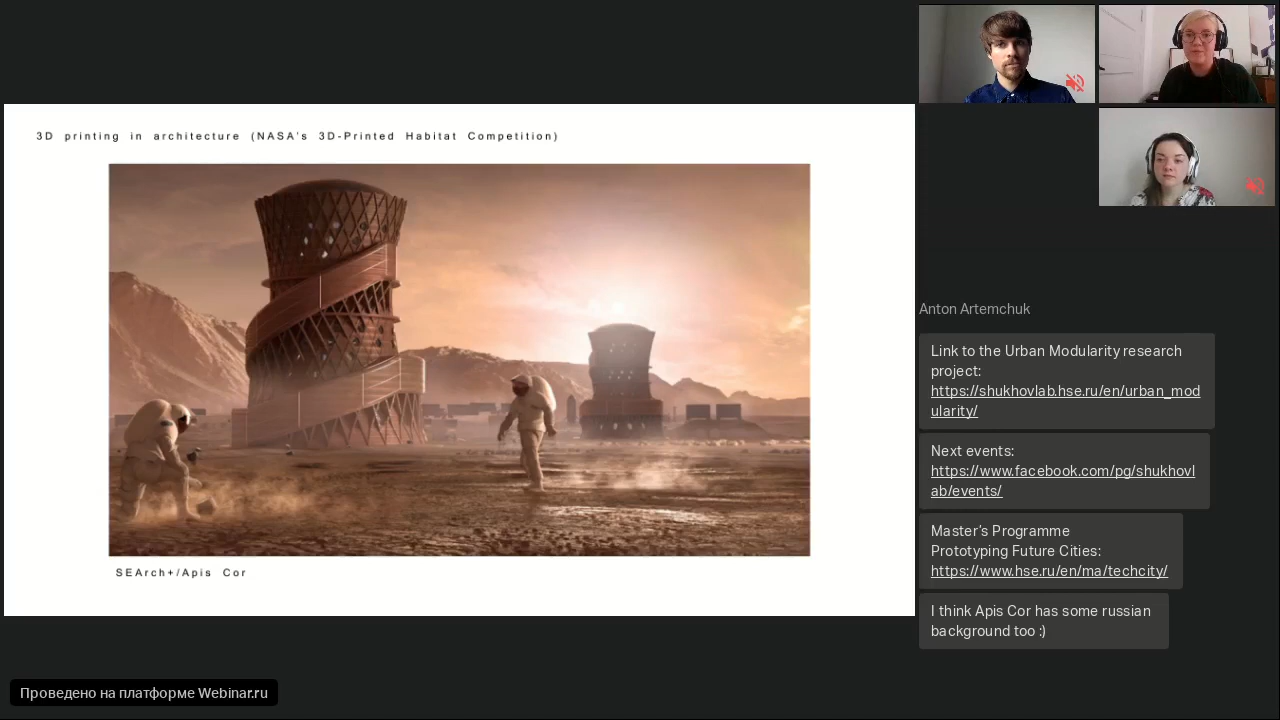 3D printing in architecture (NASA's 3D-Printed Habitat Competition)
SEArch+/Apis Cor
Anton Artemchuk
Link to the Urban Modularity research
project:
https://shukhovlab.hse.ru/en/urban_mod
ularity/
Next events:
https://www.facebook.com/pg/shukhovl
ab/events/
Master's Programme
Prototyping Future Cities:
https://www.hse.ru/en/ma/techcity/
I think Apis Cor has some russian
background too :)
Проведено на платформе Webinar.ru